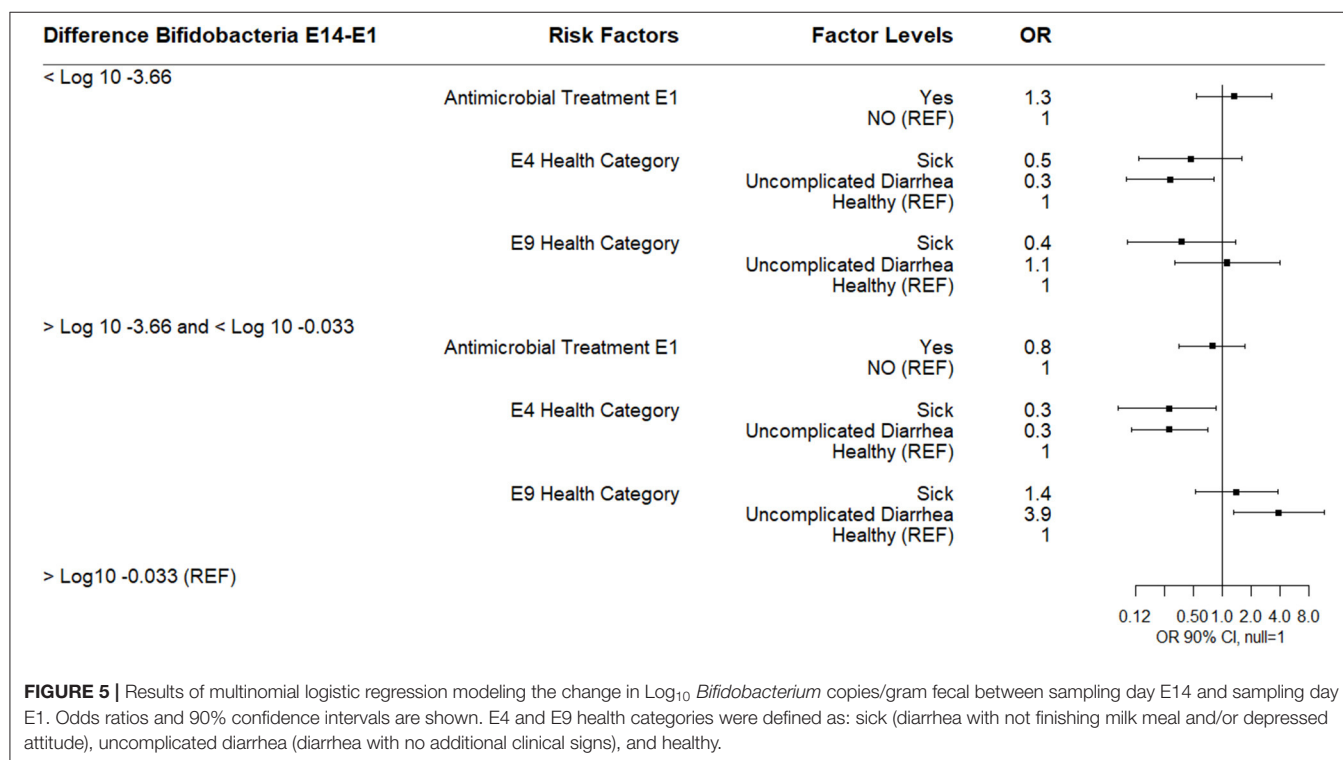 Difference Bifidobacteria E14-E1 Risk Factors Factor Levels OR
< Log 10 -3.66
Antimicrobial Treatment E1 Yes 1.3
NO (REF) 1
E4 Health Category Sick 0.5
Uncomplicated Diarrhea 0.3
Healthy (REF) 1
E9 Health Category Sick 0.4
Uncomplicated Diarrhea 1.1
Healthy (REF) 1
> Log 10 -3.66 and < Log 10 -0.033
Antimicrobial Treatment E1 Yes 0.8
NO (REF) 1
E4 Health Category Sick 0.3
Uncomplicated Diarrhea 0.3
Healthy (REF) 1
E9 Health Category Sick 1.4
Uncomplicated Diarrhea 3.9
Healthy (REF) 1
> Log10 -0.033 (REF)
0.12 0.50 1.0 2.0 4.0 8.0
OR 90% CI, null=1
FIGURE 5 | Results of multinomial logistic regression modeling the change in Log10 Bifidobacterium copies/gram fecal between sampling day E14 and sampling day
E1. Odds ratios and 90% confidence intervals are shown. E4 and E9 health categories were defined as: sick (diarrhea with not finishing milk meal and/or depressed
attitude), uncomplicated diarrhea (diarrhea with no additional clinical signs), and healthy.